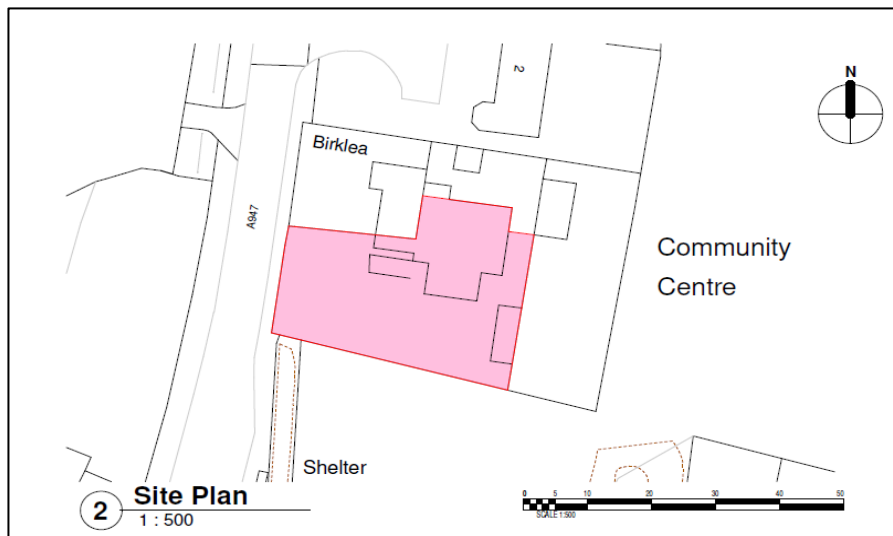 N
2
Birklea
A947
Community
Centre
Shelter
2
Site Plan
1 : 500
0 5 10 20 30 40 50
SCALE 1:500